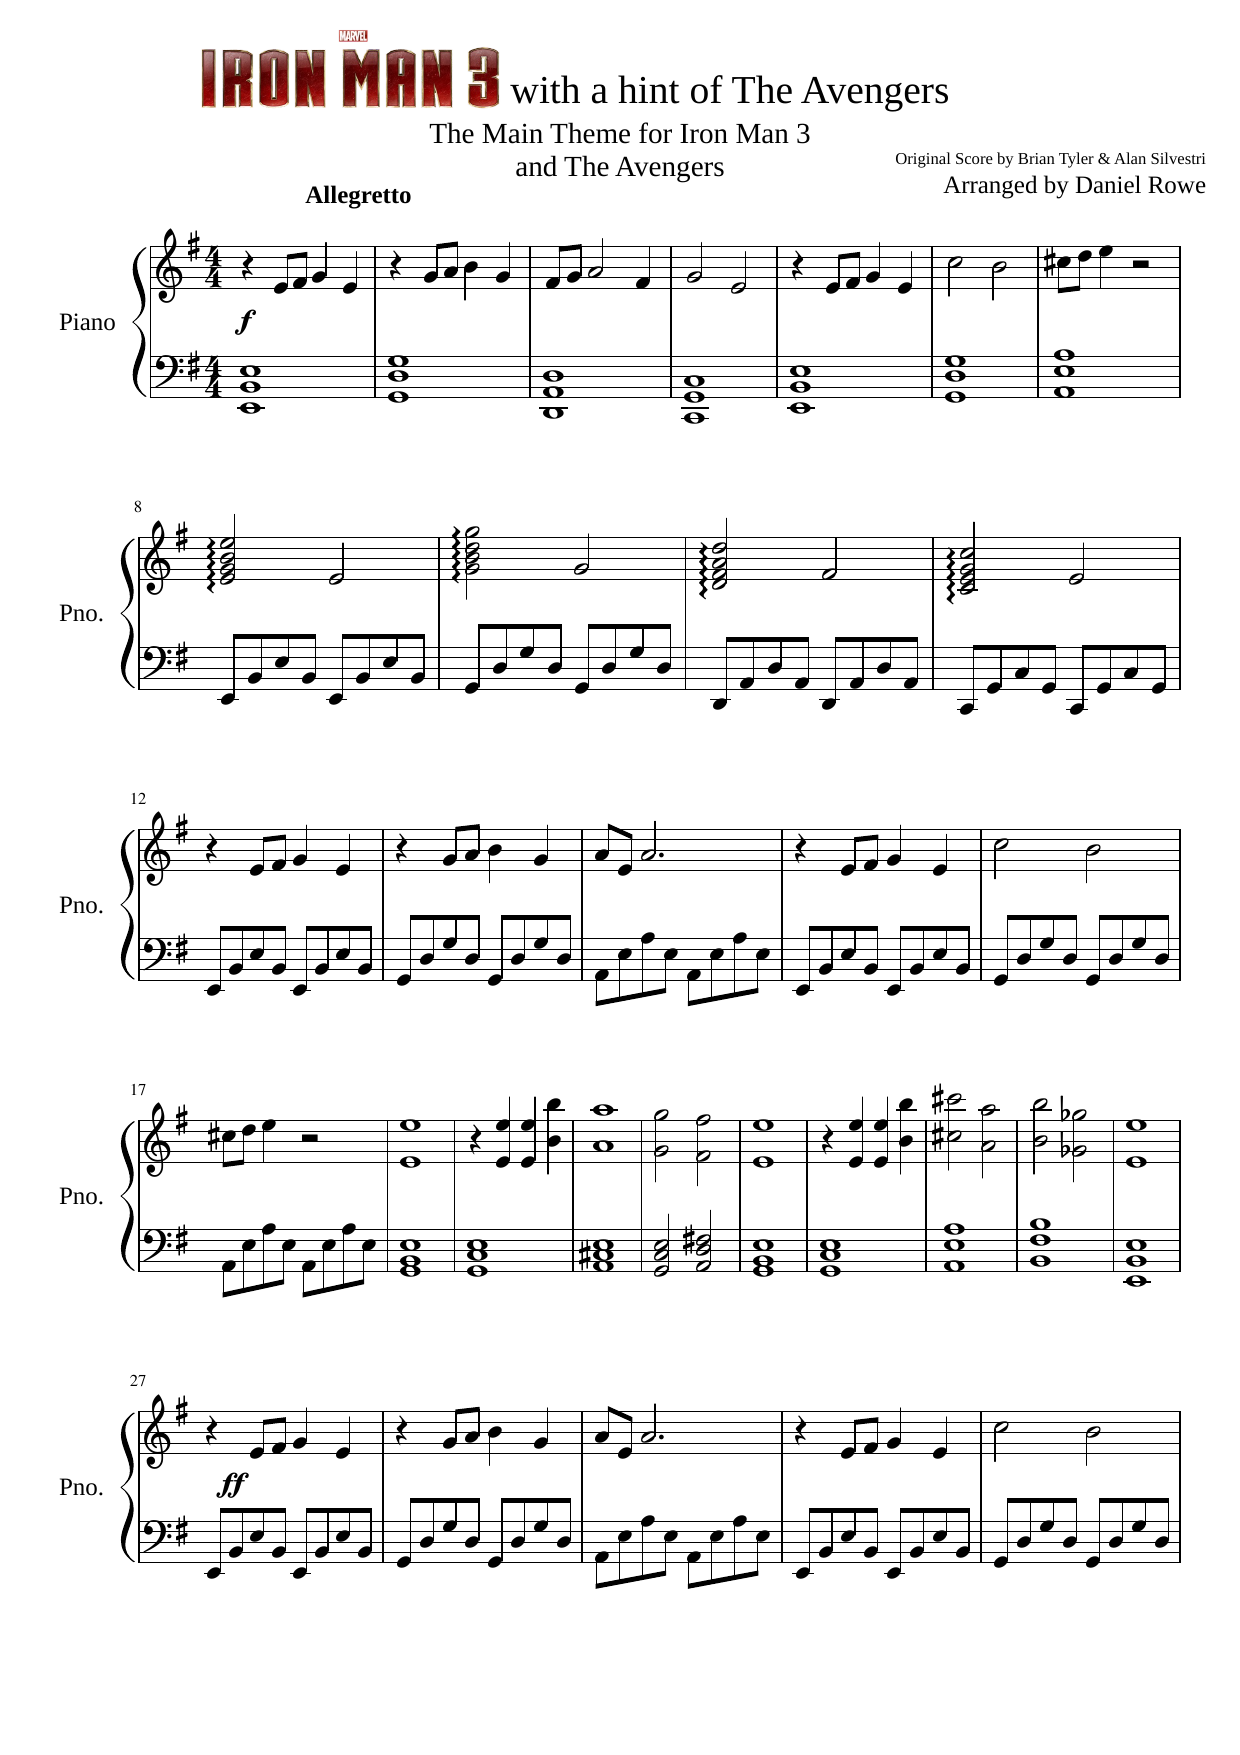 MARVEL
IRON MAN 3 with a hint of The Avengers
The Main Theme for Iron Man 3
and The Avengers
Original Score by Brian Tyler & Alan Silvestri
Arranged by Daniel Rowe
Allegretto
Piano
f
8
Pno.
12
Pno.
17
Pno.
27
Pno.
ff